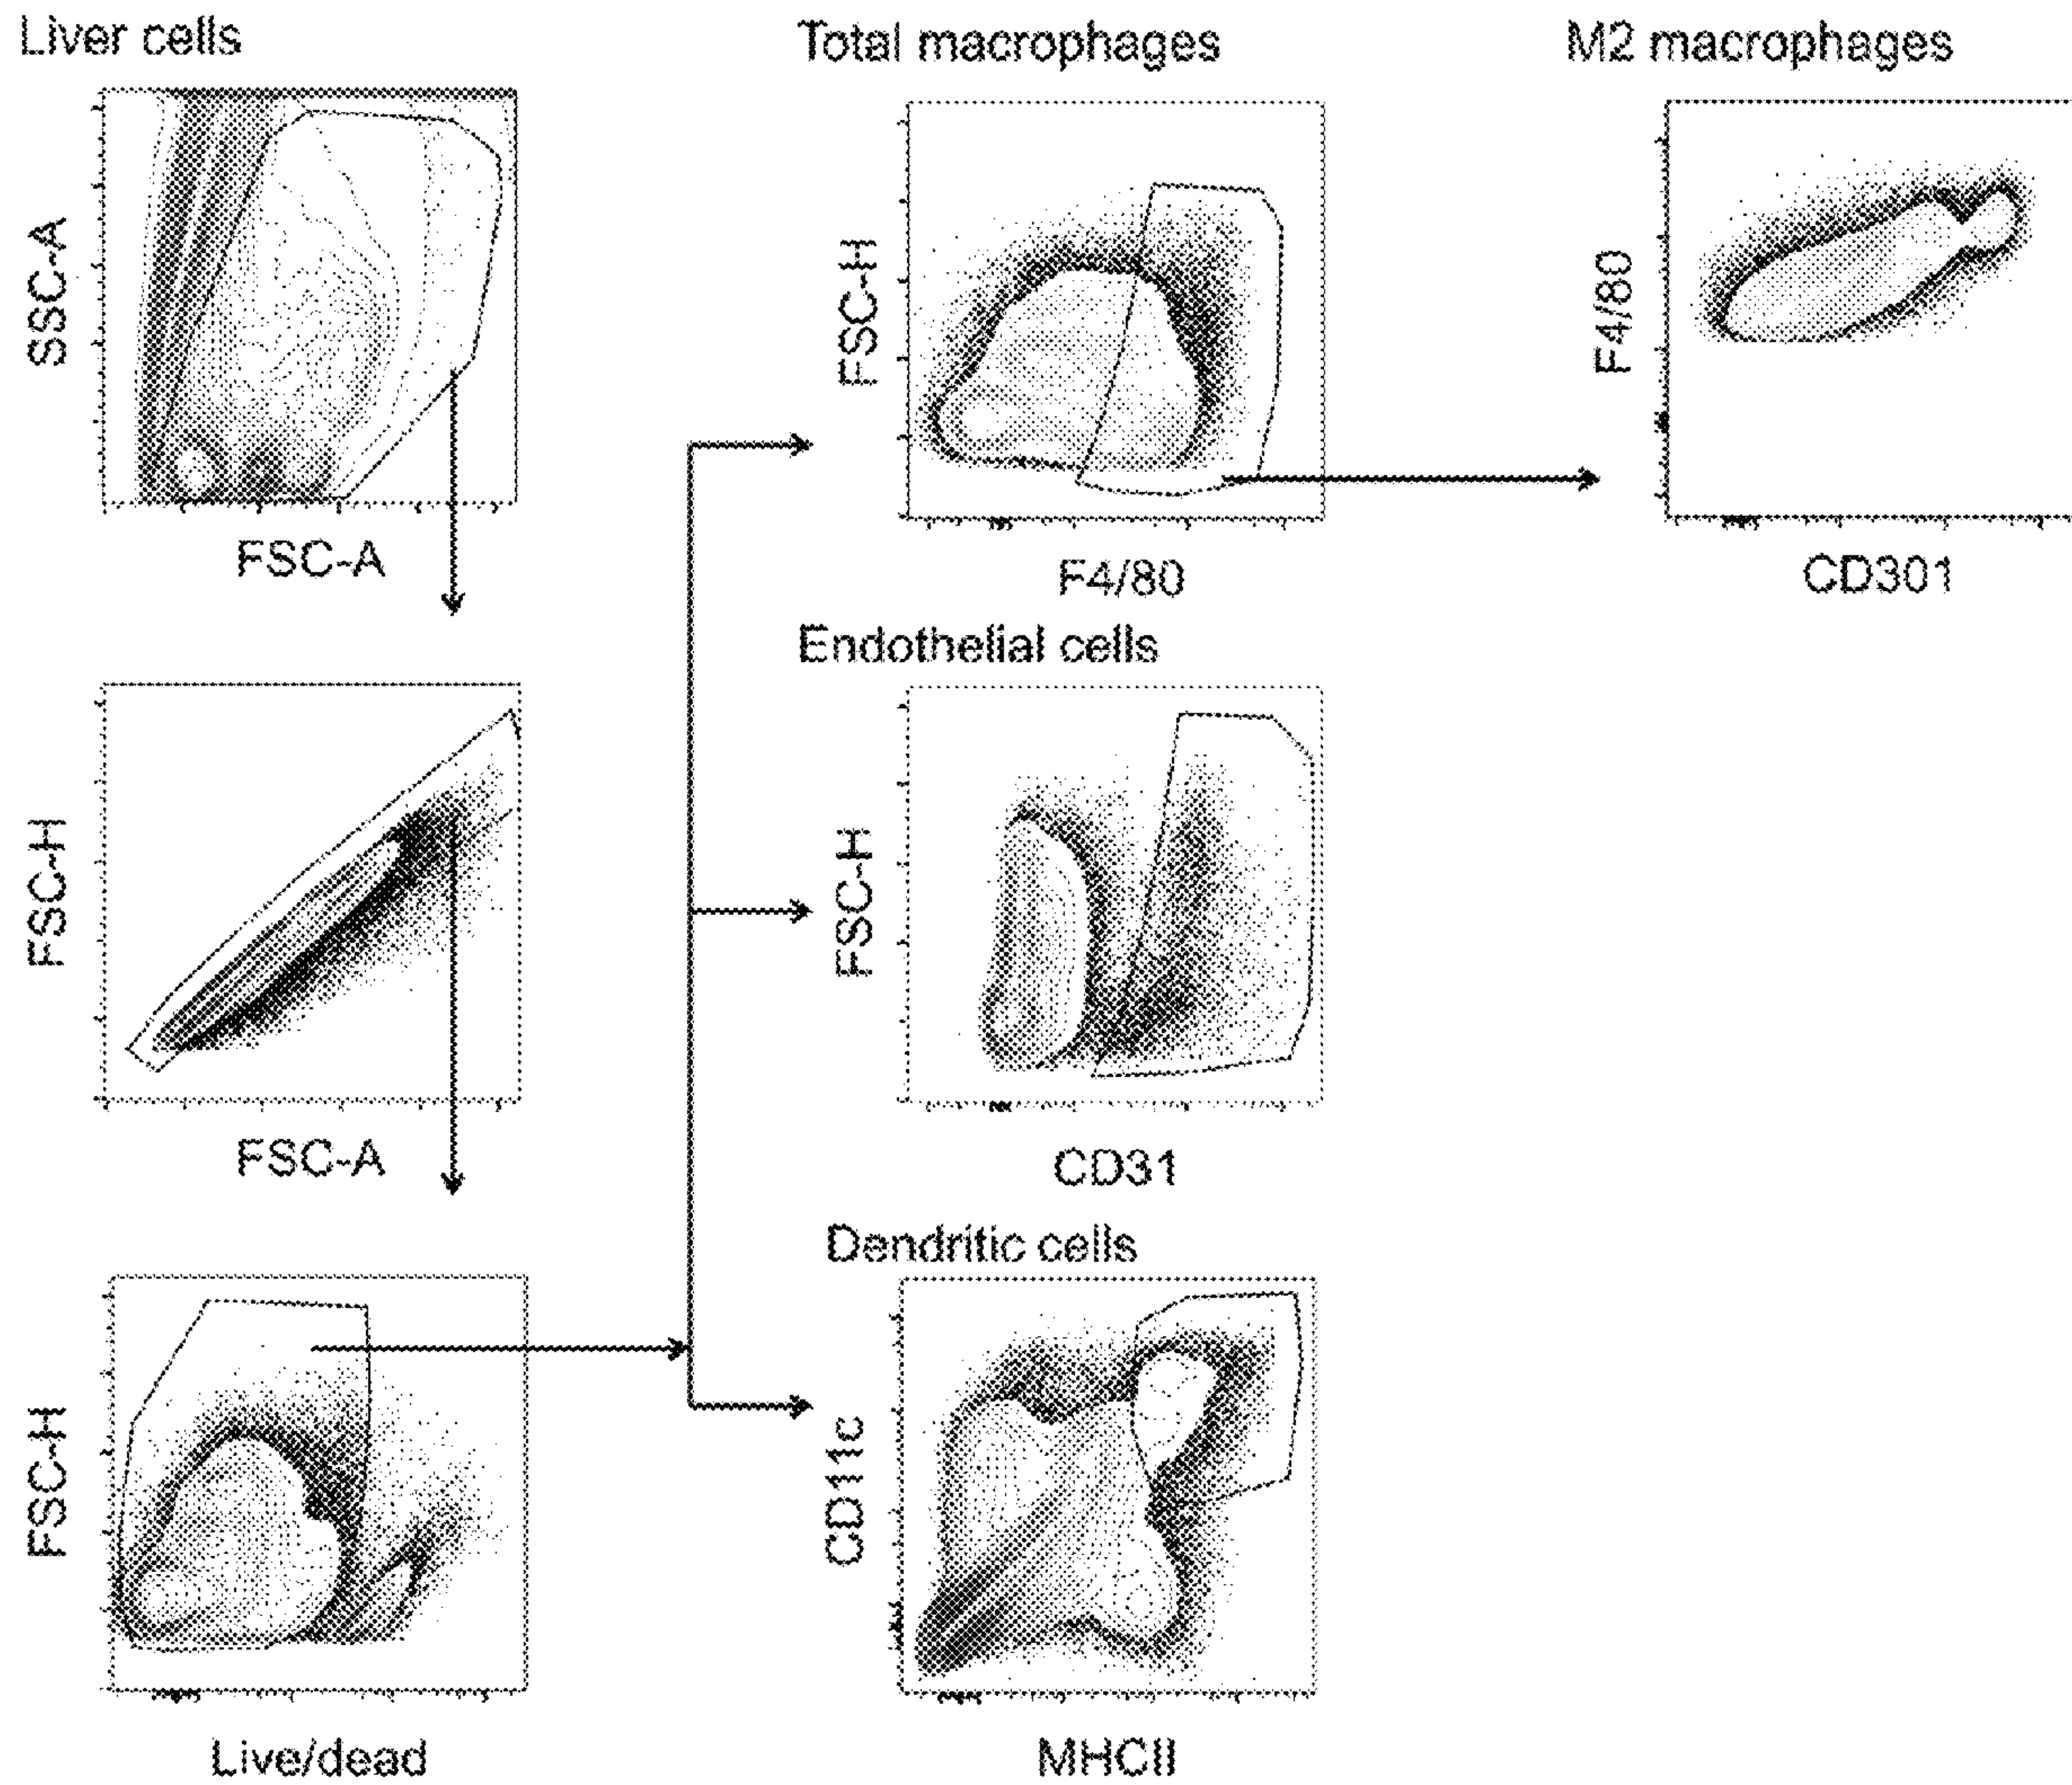 Liver cells
SSC-A
FSC-A
FSC-H
FSC-A
FSC-H
Live/dead
Total macrophages
FSC-H
F4/80
Endothelial cells
FSC-H
CD31
Dendritic cells
CD11c
MHCII
M2 macrophages
F4/80
CD301